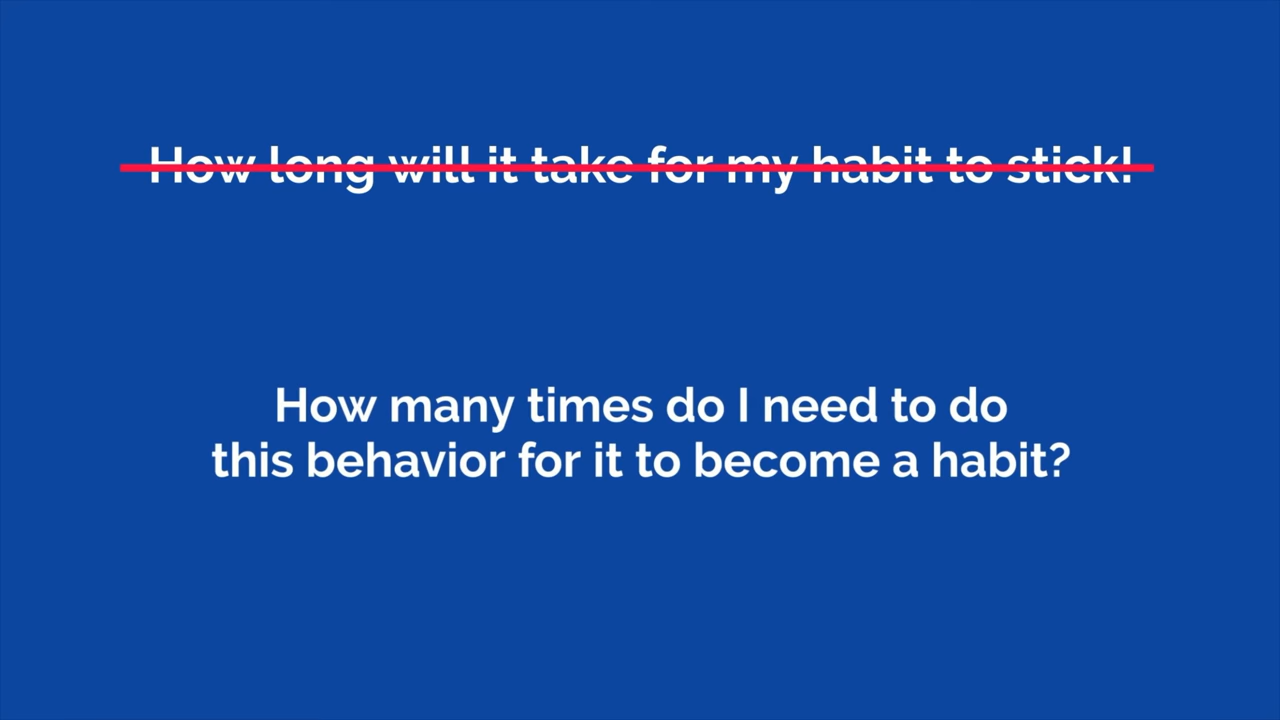 How long will it take for my habit to stick!
How many times do I need to do
this behavior for it to become a habit?